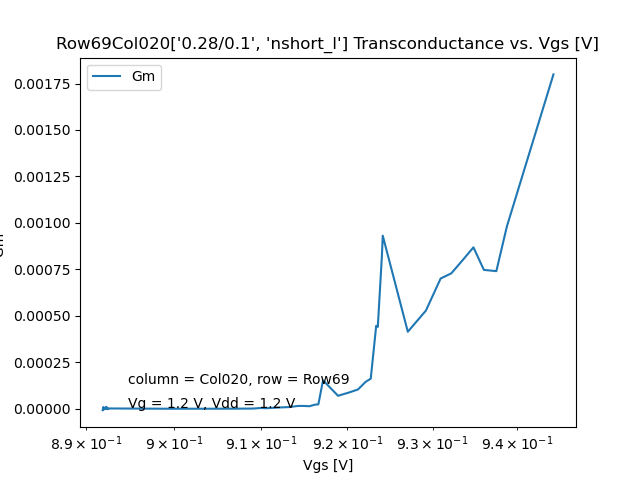 Row69Col020['0.28/0.1', 'nshort_l'] Transconductance vs. Vgs [V]
Gm
0.00175
0.00150
0.00125
0.00100
0.00075
0.00050
0.00025
0.00000
Gm
column = Col020, row = Row69
Vg = 1.2 V, Vdd = 1.2 V
8.9 × 10⁻¹ 9 × 10⁻¹ 9.1 × 10⁻¹ 9.2 × 10⁻¹ 9.3 × 10⁻¹ 9.4 × 10⁻¹
Vgs [V]